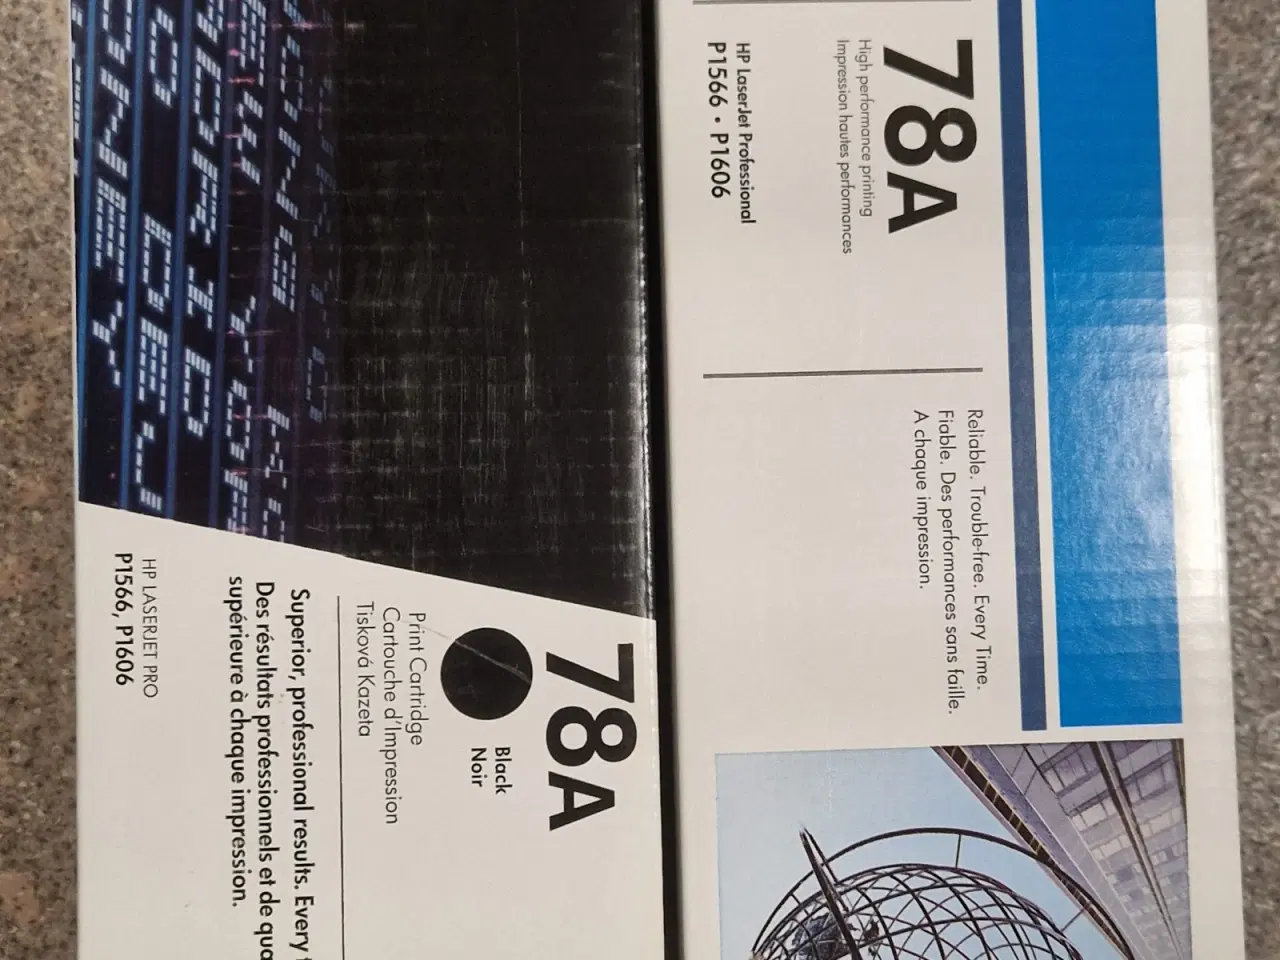 78A
High performance printing
Impression hautes performances
HP LaserJet Professional
P1566 • P1606
Reliable. Trouble-free. Every Time.
Fiable. Des performances sans faille.
A chaque impression.
78A
Black
Noir
Print Cartridge
Cartouche d'Impression
Tisková Kazeta
Superior, professional results. Every
Des résultats professionnels et de
supérieure à chaque impression.
HP LASERJET PRO
P1566, P1606